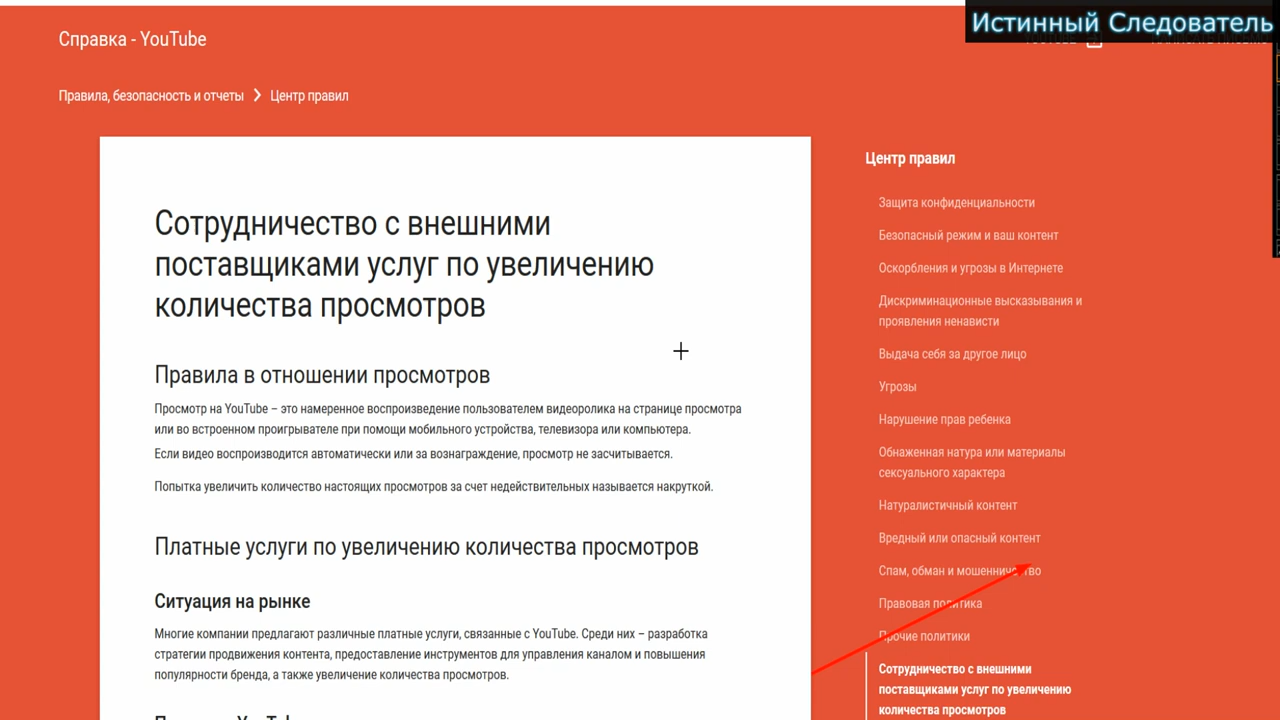 Истинный Следователь
Справка - YouTube
Правила, безопасность и отчеты > Центр правил
Сотрудничество с внешними
поставщиками услуг по увеличению
количества просмотров
Правила в отношении просмотров
Просмотр на YouTube – это намеренное воспроизведение пользователем видеоролика на странице просмотра
или во встроенном проигрывателе при помощи мобильного устройства, телевизора или компьютера.
Если видео воспроизводится автоматически или за вознаграждение, просмотр не засчитывается.
Попытка увеличить количество настоящих просмотров за счет недействительных называется накруткой.
Платные услуги по увеличению количества просмотров
Ситуация на рынке
Многие компании предлагают различные платные услуги, связанные с YouTube. Среди них – разработка
стратегии продвижения контента, предоставление инструментов для управления каналом и повышения
популярности бренда, а также увеличение количества просмотров.
Центр правил
Защита конфиденциальности
Безопасный режим и ваш контент
Оскорбления и угрозы в Интернете
Дискриминационные высказывания и
проявления ненависти
Выдача себя за другое лицо
Угрозы
Нарушение прав ребенка
Обнаженная натура или материалы
сексуального характера
Натуралистичный контент
Вредный или опасный контент
Спам, обман и мошенничество
Правовая политика
Прочие политики
Сотрудничество с внешними
поставщиками услуг по увеличению
количества просмотров